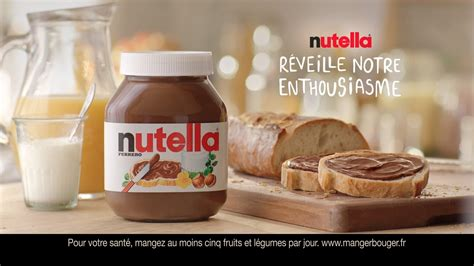 nutella
RÉVEILLE NOTRE
ENTHOUSIASME
nutella
FERRERO
Pour votre santé, mangez au moins cinq fruits et légumes par jour. www.mangerbouger.fr